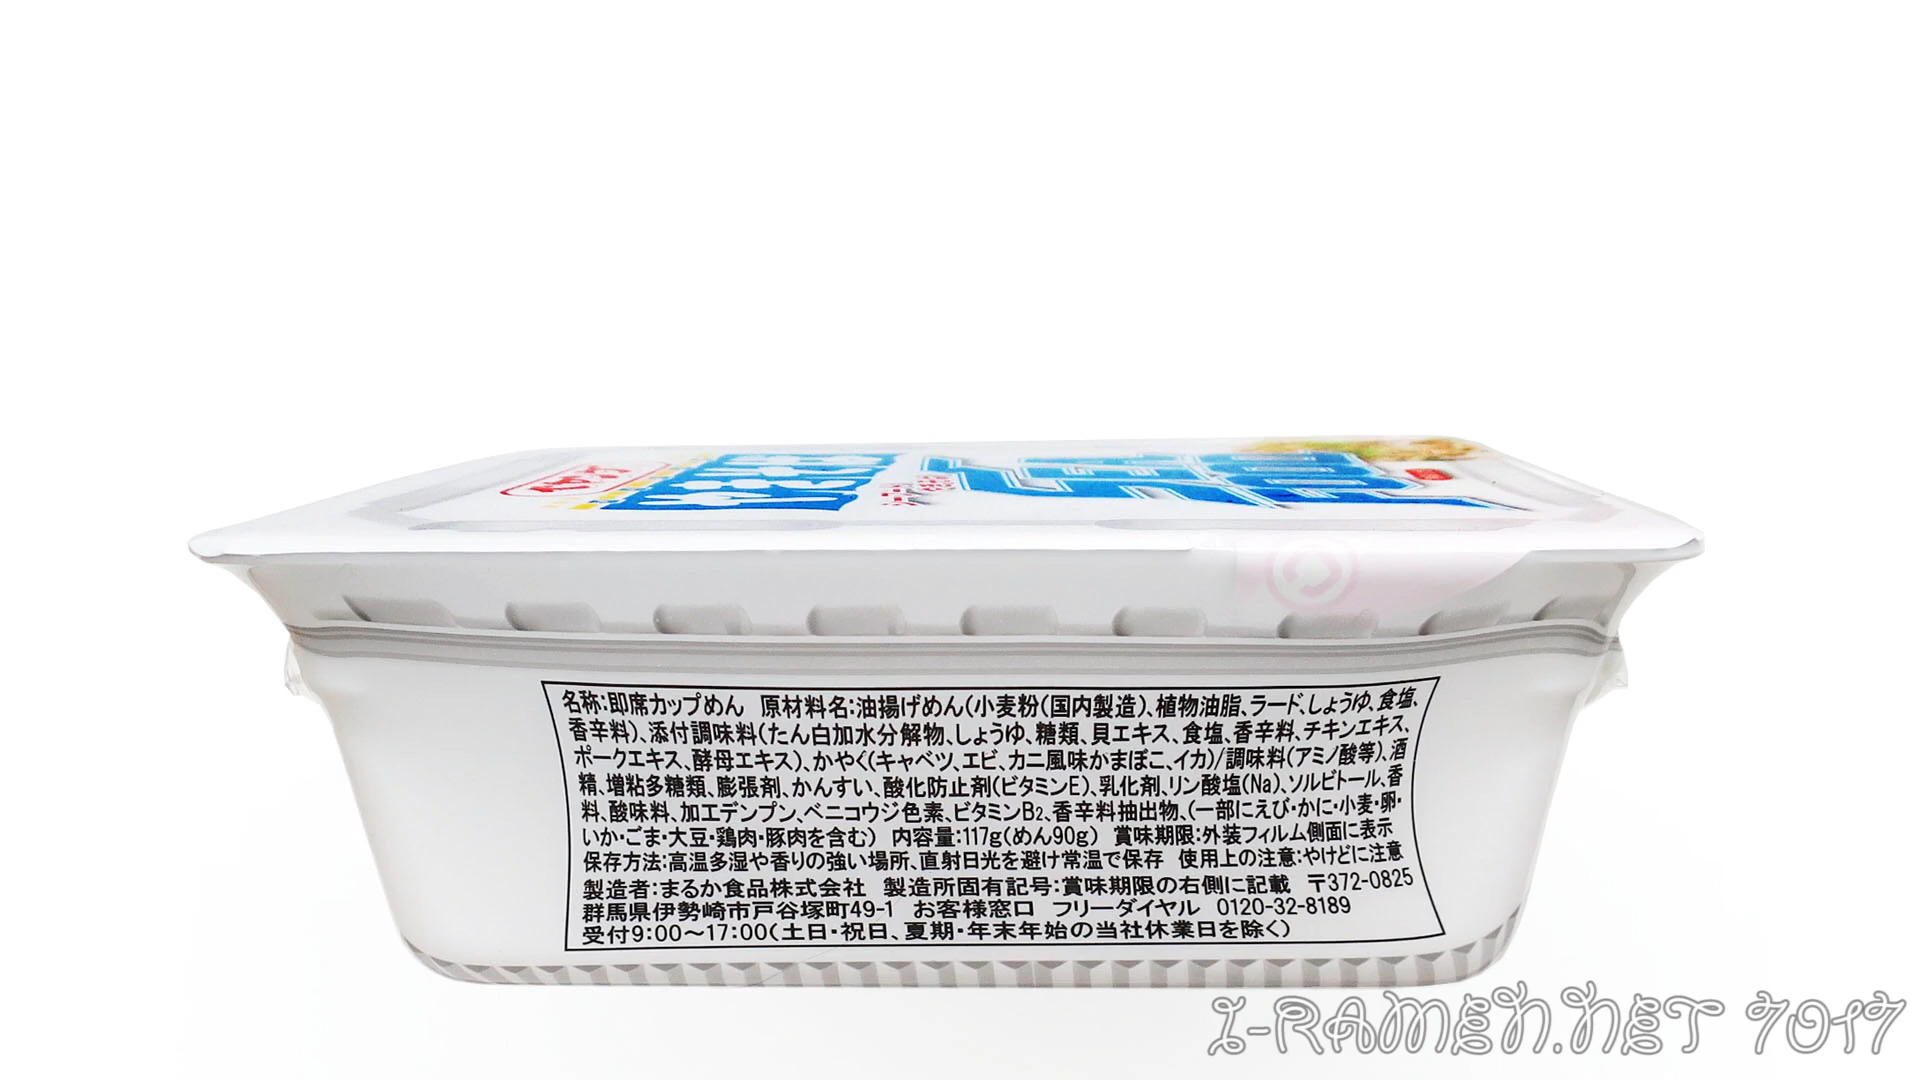 ペヤング
やきそば
名称:即席カップめん 原材料名:油揚げめん(小麦粉(国内製造)、植物油脂、ラード、しょうゆ、食塩、
香辛料)、添付調味料(たん白加水分解物、しょうゆ、糖類、貝エキス、食塩、香辛料、チキンエキス、
ポークエキス、酵母エキス)、かやく(キャベツ、エビ、カニ風味かまぼこ、イカ)/調味料(アミノ酸等)、酒
精、増粘多糖類、膨張剤、かんすい、酸化防止剤(ビタミンE)、乳化剤、リン酸塩(Na)、ソルビトール、香
料、酸味料、加工デンプン、ベニコウジ色素、ビタミンB2、香辛料抽出物、(一部にえび・かに・小麦・卵・
いか・ごま・大豆・鶏肉・豚肉を含む) 内容量:117g(めん90g) 賞味期限:外装フィルム側面に表示
保存方法:高温多湿や香りの強い場所、直射日光を避け常温で保存 使用上の注意:やけどに注意
製造者:まるか食品株式会社 製造所固有記号:賞味期限の右側に記載 〒372-0825
群馬県伊勢崎市戸谷塚町49-1 お客様窓口 フリーダイヤル 0120-32-8189
受付9:00～17:00(土日・祝日、夏期・年末年始の当社休業日を除く)
I-RAMEN.NET 2017